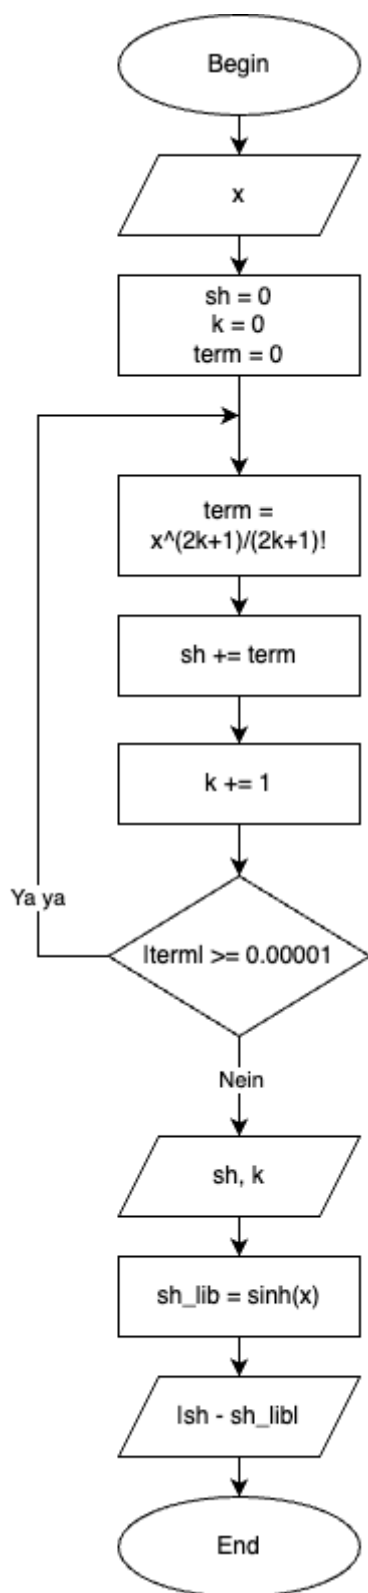 Begin
x
sh = 0
k = 0
term = 0
term =
x^(2k+1)/(2k+1)!
sh += term
k += 1
Ya ya
|term| >= 0.00001
Nein
sh, k
sh_lib = sinh(x)
|sh - sh_lib|
End